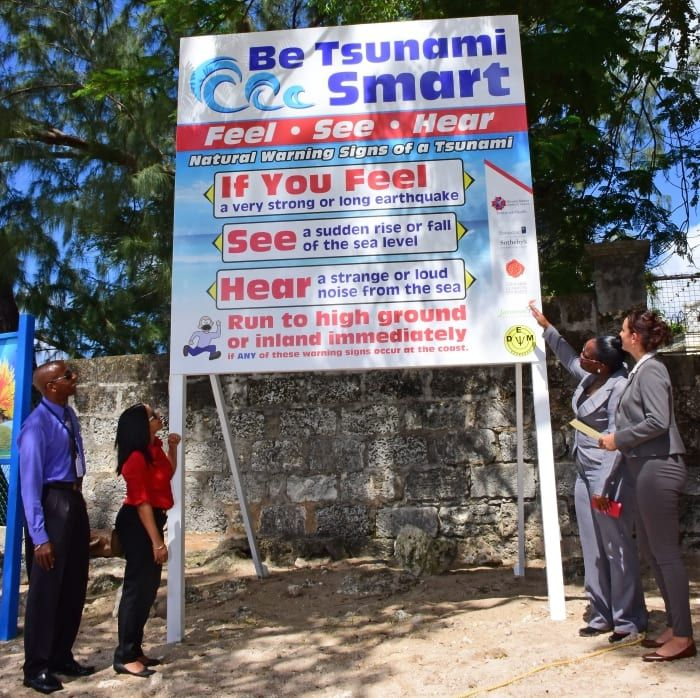 Be Tsunami
Smart
Feel • See • Hear
Natural Warning Signs of a Tsunami
If You Feel
a very strong or long earthquake
See a sudden rise or fall
of the sea level
Hear a strange or loud
noise from the sea
Run to high ground
or inland immediately
if ANY of these warning signs occur at the coast.
Sotheby's
DEM